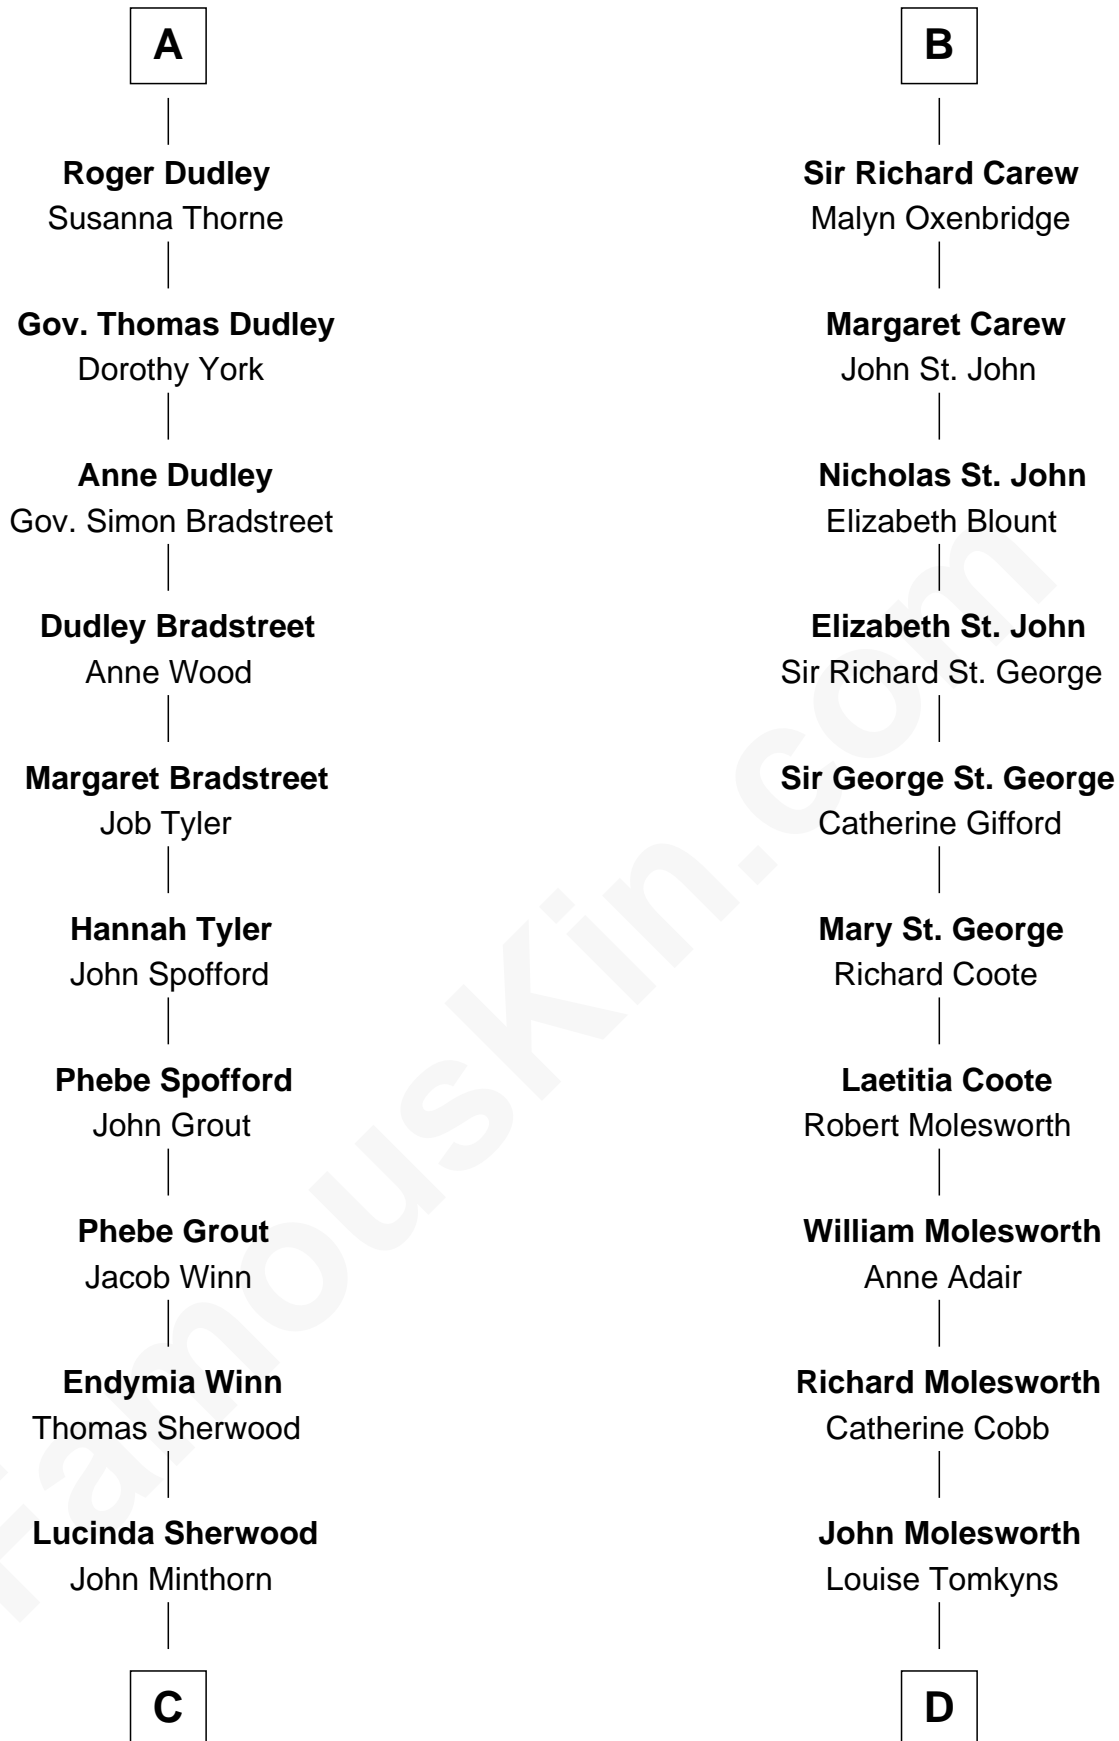 A
Roger Dudley
Susanna Thorne
Gov. Thomas Dudley
Dorothy York
Anne Dudley
Gov. Simon Bradstreet
Dudley Bradstreet
Anne Wood
Margaret Bradstreet
Job Tyler
Hannah Tyler
John Spofford
Phebe Spofford
John Grout
Phebe Grout
Jacob Winn
Endymia Winn
Thomas Sherwood
Lucinda Sherwood
John Minthorn
C
B
Sir Richard Carew
Malyn Oxenbridge
Margaret Carew
John St. John
Nicholas St. John
Elizabeth Blount
Elizabeth St. John
Sir Richard St. George
Sir George St. George
Catherine Gifford
Mary St. George
Richard Coote
Laetitia Coote
Robert Molesworth
William Molesworth
Anne Adair
Richard Molesworth
Catherine Cobb
John Molesworth
Louise Tomkyns
D
FamousKin.com